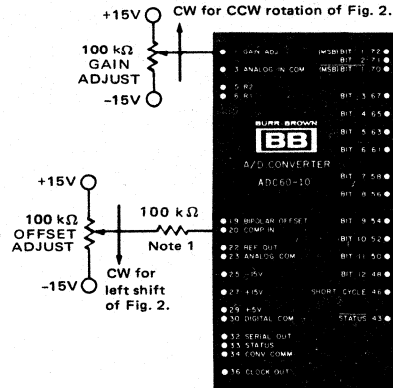 +15V
CW for CCW rotation of Fig. 2.
100 kΩ
GAIN
ADJUST
-15V
+15V
100 kΩ
OFFSET
ADJUST
-15V
100 kΩ
Note 1
CW for
left shift
of Fig. 2.
BURR BROWN
BB
A/D CONVERTER
ADC60-10
1 GAIN ADJ
3 ANALOG IN COM
5 R2
6 R1
19 BIPOLAR OFFSET
20 COMP IN
22 REF OUT
23 ANALOG COM
25 -15V
27 +15V
29 +5V
30 DIGITAL COM
32 SERIAL OUT
33 STATUS
34 CONV COMM
36 CLOCK OUT
(MSB) BIT 1 72
BIT 2 71
(MSB) BIT 1 70
BIT 3 67
BIT 4 65
BIT 5 63
BIT 6 61
BIT 7 58
BIT 8 56
BIT 9 54
BIT 10 52
BIT 11 50
BIT 12 48
SHORT CYCLE 46
STATUS 43